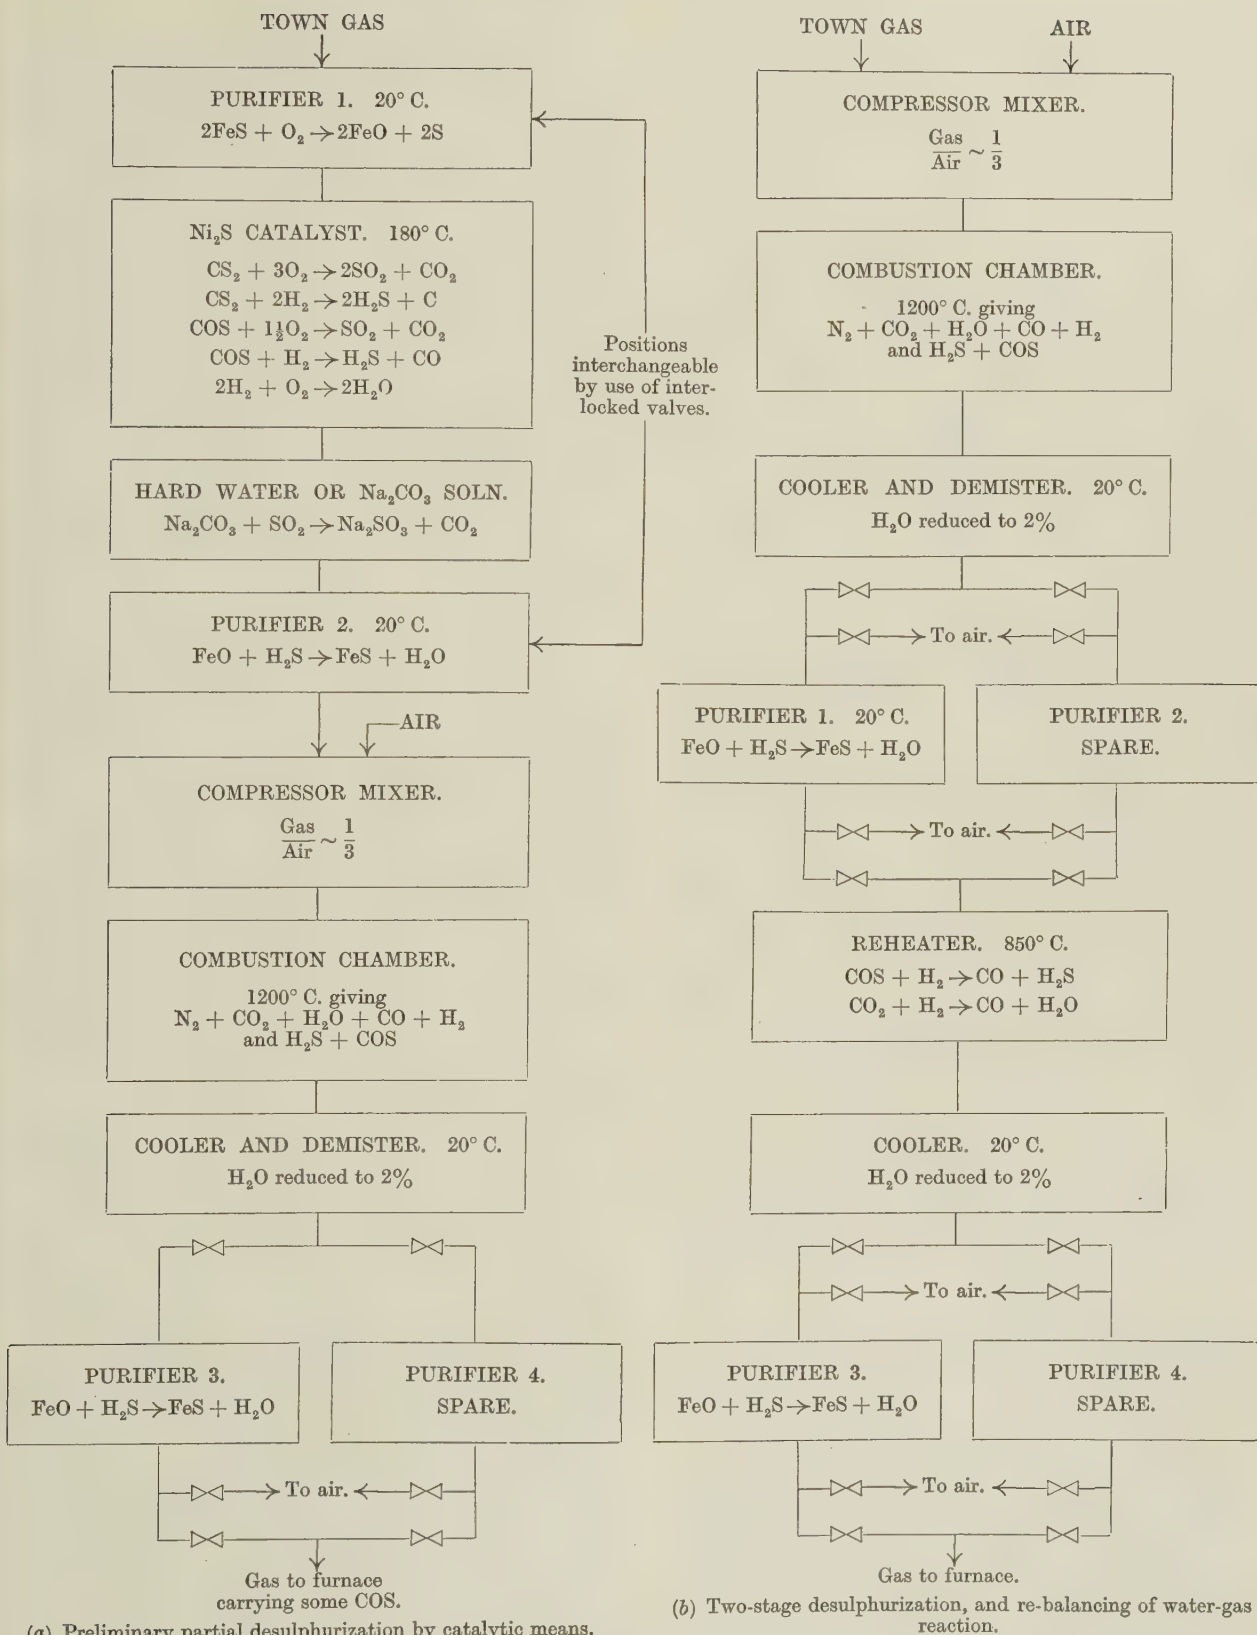 TOWN GAS
PURIFIER 1. 20° C.
2FeS + O₂ → 2FeO + 2S
Ni₂S CATALYST. 180° C.
CS₂ + 3O₂ → 2SO₂ + CO₂
CS₂ + 2H₂ → 2H₂S + C
COS + 1½O₂ → SO₂ + CO₂
COS + H₂ → H₂S + CO
2H₂ + O₂ → 2H₂O
Positions
interchangeable
by use of inter-
locked valves.
HARD WATER OR Na₂CO₃ SOLN.
Na₂CO₃ + SO₂ → Na₂SO₃ + CO₂
PURIFIER 2. 20° C.
FeO + H₂S → FeS + H₂O
AIR
COMPRESSOR MIXER.
Gas/Air ~ 1/3
COMBUSTION CHAMBER.
1200° C. giving
N₂ + CO₂ + H₂O + CO + H₂
and H₂S + COS
COOLER AND DEMISTER. 20° C.
H₂O reduced to 2%
PURIFIER 3.
FeO + H₂S → FeS + H₂O
PURIFIER 4.
SPARE.
To air.
Gas to furnace
carrying some COS.
(a) Preliminary partial desulphurization by catalytic means.
TOWN GAS
AIR
COMPRESSOR MIXER.
Gas/Air ~ 1/3
COMBUSTION CHAMBER.
1200° C. giving
N₂ + CO₂ + H₂O + CO + H₂
and H₂S + COS
COOLER AND DEMISTER. 20° C.
H₂O reduced to 2%
To air.
PURIFIER 1. 20° C.
FeO + H₂S → FeS + H₂O
PURIFIER 2.
SPARE.
To air.
REHEATER. 850° C.
COS + H₂ → CO + H₂S
CO₂ + H₂ → CO + H₂O
COOLER. 20° C.
H₂O reduced to 2%
To air.
PURIFIER 3.
FeO + H₂S → FeS + H₂O
PURIFIER 4.
SPARE.
To air.
Gas to furnace.
(b) Two-stage desulphurization, and re-balancing of water-gas
reaction.